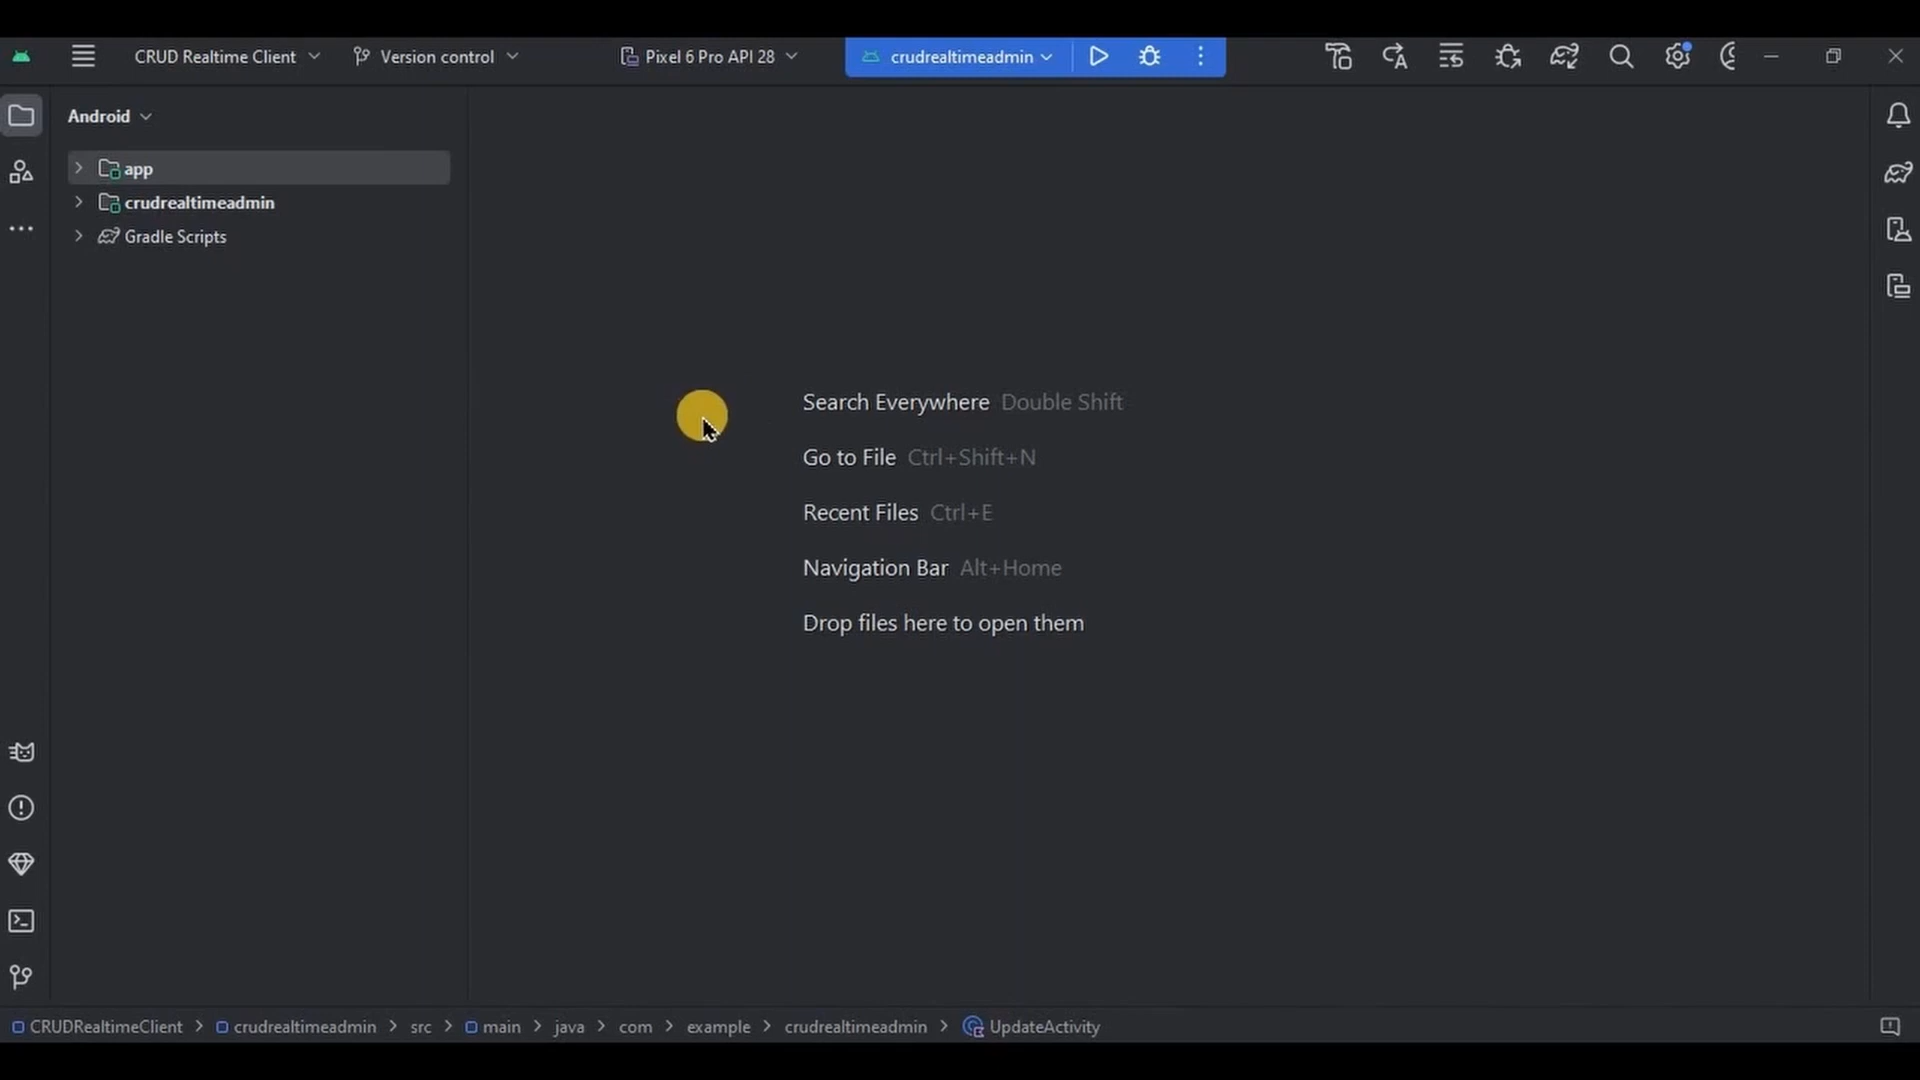 CRUD Realtime Client
Version control
Pixel 6 Pro API 28
crudrealtimeadmin
Android
app
crudrealtimeadmin
Gradle Scripts
Search Everywhere Double Shift
Go to File Ctrl+Shift+N
Recent Files Ctrl+E
Navigation Bar Alt+Home
Drop files here to open them
CRUDRealtimeClient > crudrealtimeadmin > src > main > java > com > example > crudrealtimeadmin > UpdateActivity